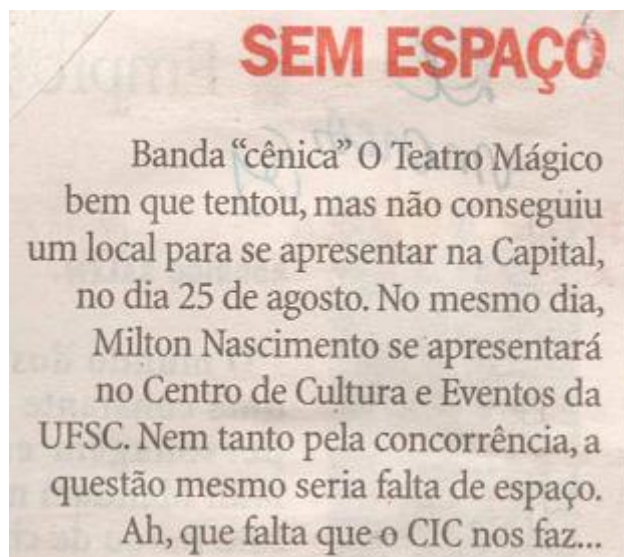 SEM ESPAÇO
Banda “cênica” O Teatro Mágico
bem que tentou, mas não conseguiu
um local para se apresentar na Capital,
no dia 25 de agosto. No mesmo dia,
Milton Nascimento se apresentará
no Centro de Cultura e Eventos da
UFSC. Nem tanto pela concorrência, a
questão mesmo seria falta de espaço.
Ah, que falta que o CIC nos faz...